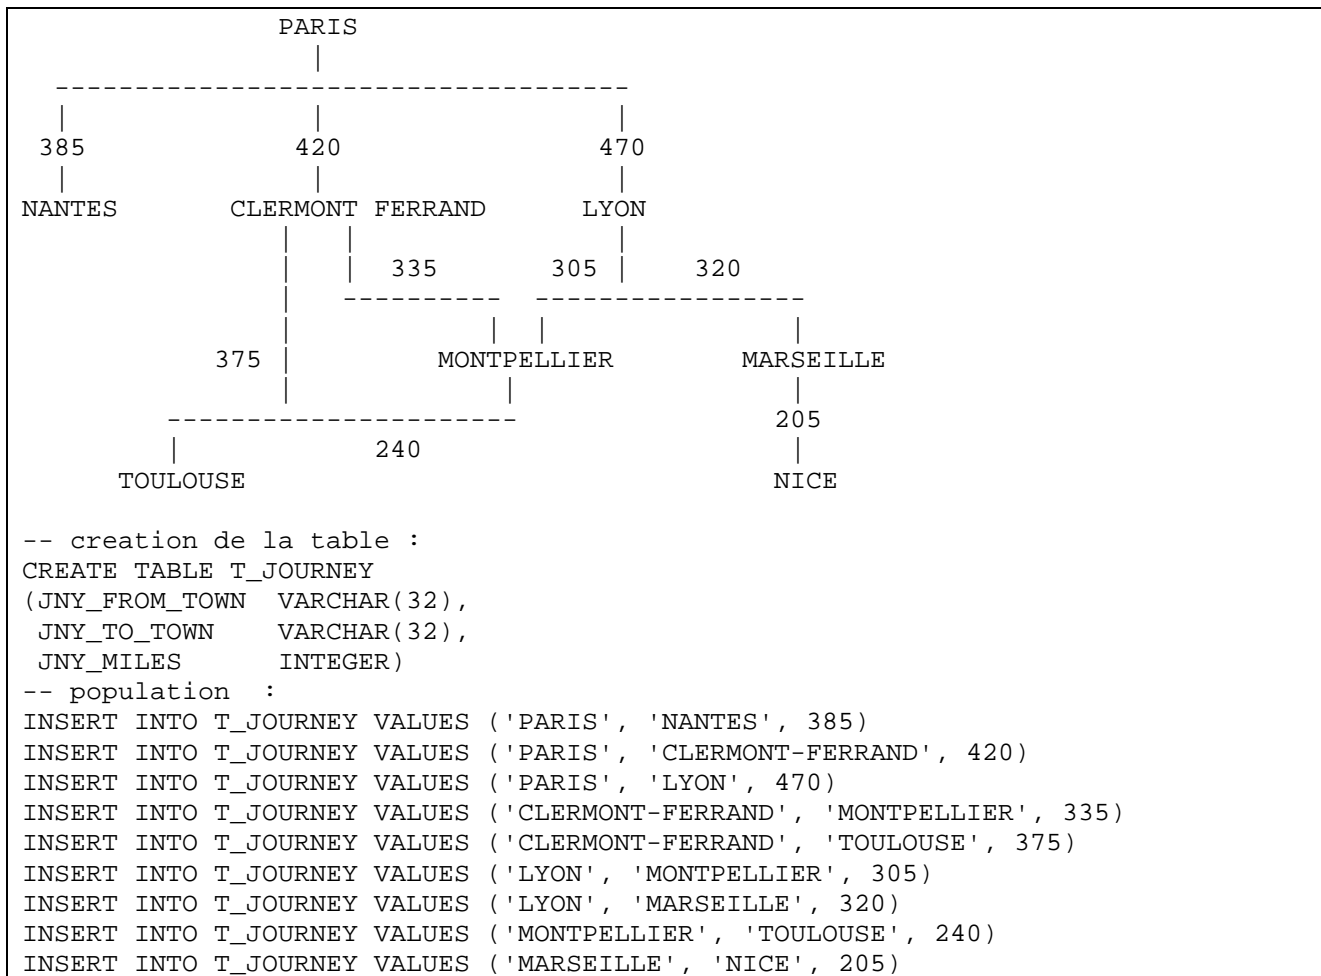 PARIS
                  |
  ------------------------------------
  |               |                  |
 385             420                470
  |               |                  |
NANTES       CLERMONT FERRAND      LYON
                |   |                |
                |   |  335      305 |    320
                |   ----------  -----------------
                |            |  |               |
            375 |         MONTPELLIER        MARSEILLE
                |             |                 |
         ----------------------                205
         |            240                       |
      TOULOUSE                                 NICE
-- creation de la table :
CREATE TABLE T_JOURNEY
(JNY_FROM_TOWN  VARCHAR(32),
 JNY_TO_TOWN    VARCHAR(32),
 JNY_MILES      INTEGER)
-- population  :
INSERT INTO T_JOURNEY VALUES ('PARIS', 'NANTES', 385)
INSERT INTO T_JOURNEY VALUES ('PARIS', 'CLERMONT-FERRAND', 420)
INSERT INTO T_JOURNEY VALUES ('PARIS', 'LYON', 470)
INSERT INTO T_JOURNEY VALUES ('CLERMONT-FERRAND', 'MONTPELLIER', 335)
INSERT INTO T_JOURNEY VALUES ('CLERMONT-FERRAND', 'TOULOUSE', 375)
INSERT INTO T_JOURNEY VALUES ('LYON', 'MONTPELLIER', 305)
INSERT INTO T_JOURNEY VALUES ('LYON', 'MARSEILLE', 320)
INSERT INTO T_JOURNEY VALUES ('MONTPELLIER', 'TOULOUSE', 240)
INSERT INTO T_JOURNEY VALUES ('MARSEILLE', 'NICE', 205)